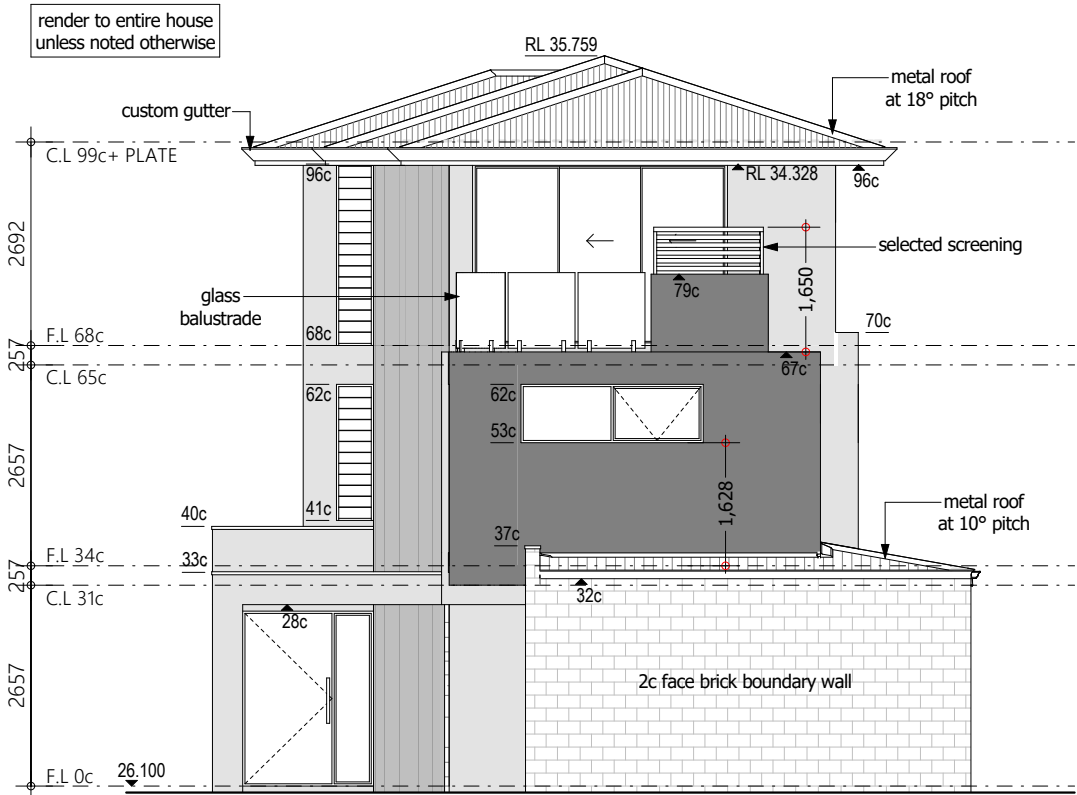 render to entire house
unless noted otherwise
RL 35.759
metal roof
at 18° pitch
custom gutter
C.L 99c+ PLATE
96c
RL 34.328
96c
2692
selected screening
1,650
79c
glass
balustrade
68c
70c
F.L 68c
257
67c
C.L 65c
62c
62c
53c
2657
1,628
41c
40c
metal roof
at 10° pitch
37c
F.L 34c
33c
257
C.L 31c
32c
28c
2657
2c face brick boundary wall
F.L 0c
26.100